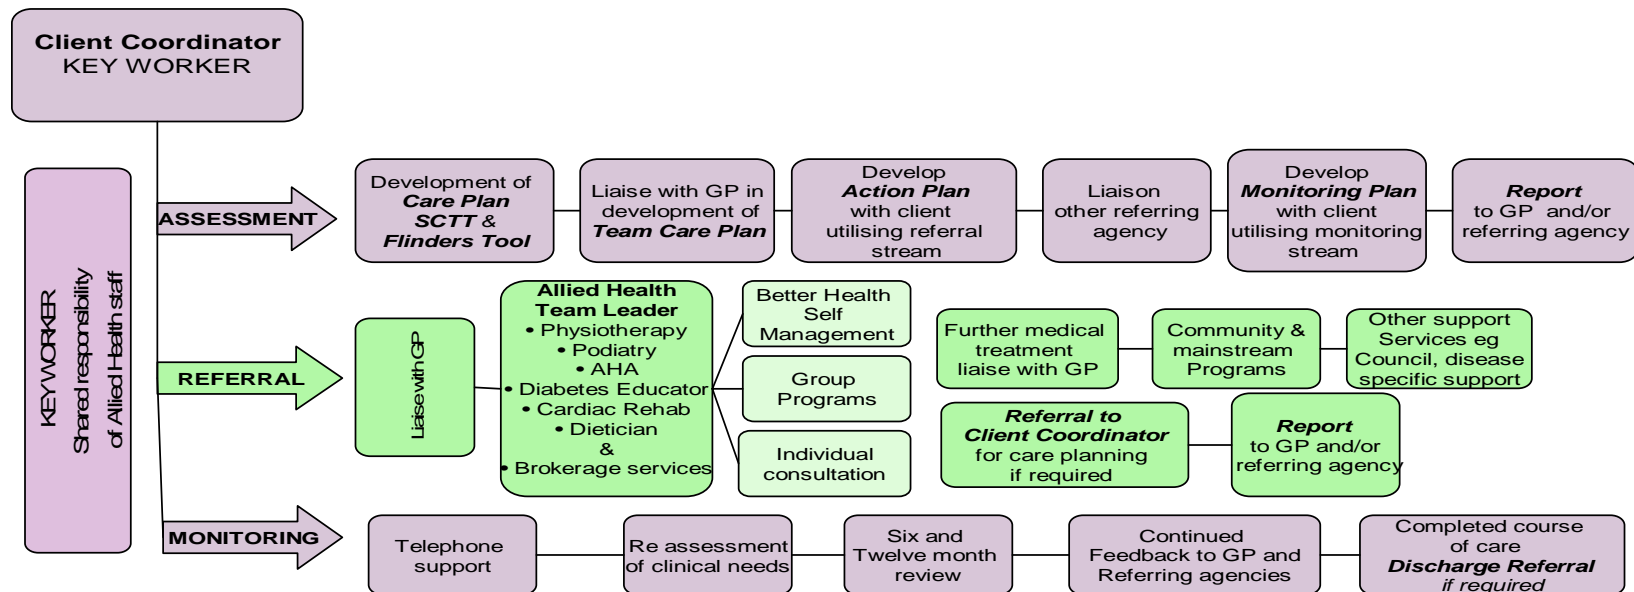 Client Coordinator
KEY WORKER
KEY WORKER
Shared responsibility
of Allied Health staff
ASSESSMENT
Development of
Care Plan
SCTT &
Flinders Tool
Liaise with GP in
development of
Team Care Plan
Develop
Action Plan
with client
utilising referral
stream
Liaison
other referring
agency
Develop
Monitoring Plan
with client
utilising monitoring
stream
Report
to GP and/or
referring agency
REFERRAL
Liaise with GP
Allied Health
Team Leader
• Physiotherapy
• Podiatry
• AHA
• Diabetes Educator
• Cardiac Rehab
• Dietician
&
• Brokerage services
Better Health
Self
Management
Group
Programs
Individual
consultation
Further medical
treatment
liaise with GP
Community &
mainstream
Programs
Other support
Services eg
Council, disease
specific support
Referral to
Client Coordinator
for care planning
if required
Report
to GP and/or
referring agency
MONITORING
Telephone
support
Re assessment
of clinical needs
Six and
Twelve month
review
Continued
Feedback to GP and
Referring agencies
Completed course
of care
Discharge Referral
if required